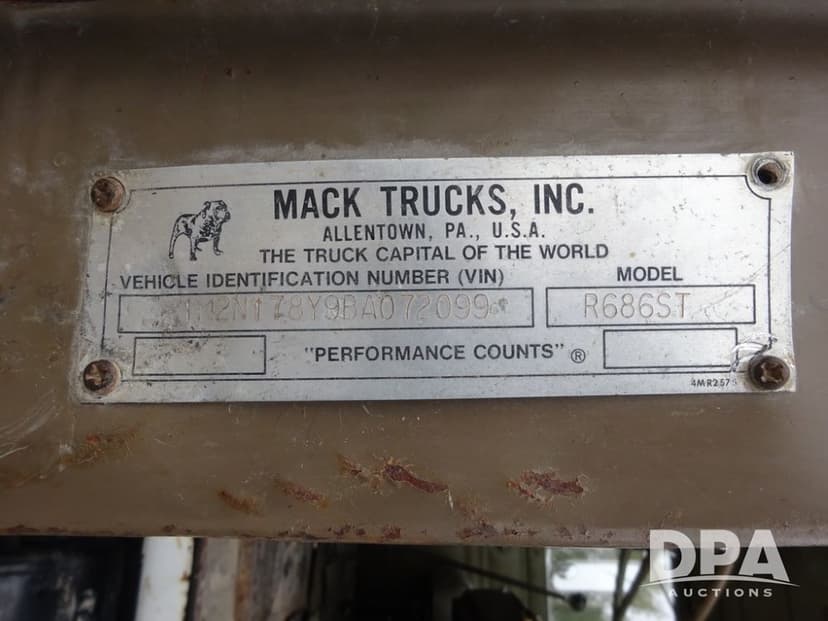 MACK TRUCKS, INC.
ALLENTOWN, PA., U.S.A.
THE TRUCK CAPITAL OF THE WORLD
VEHICLE IDENTIFICATION NUMBER (VIN) MODEL
R686ST
"PERFORMANCE COUNTS"®
4MR257
DPA
AUCTIONS